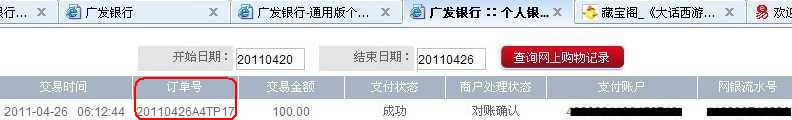 行... 广发银行 广发银行-通用版个... 广发银行 :: 个人银... 藏宝阁_《大话西游... 欢迎
开始日期: 20110420 结束日期: 20110426 查询网上购物记录
交易时间 订单号 交易金额 支付状态 商户处理状态 支付账户 网银流水号
2011-04-26 06:12:44 20110426A4TP17 100.00 成功 对账确认